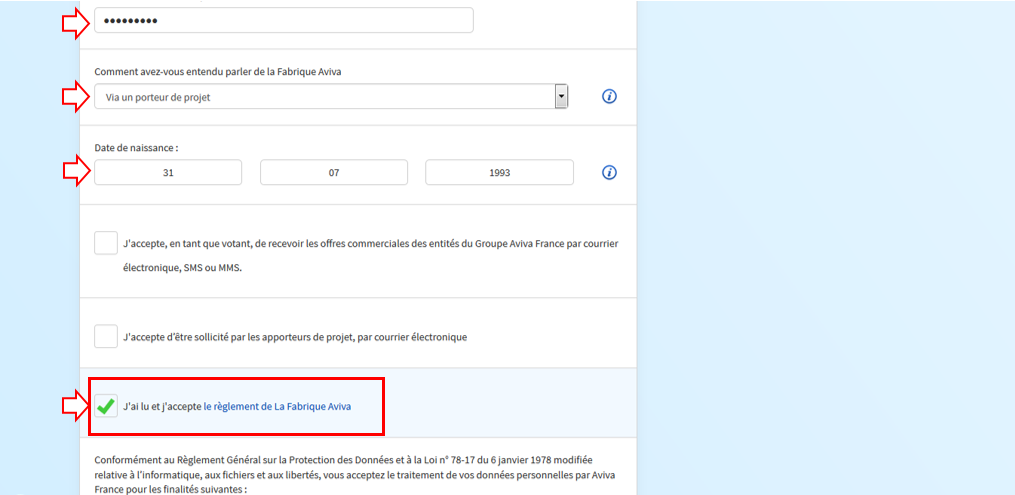 •••••••••
Comment avez-vous entendu parler de la Fabrique Aviva
Via un porteur de projet
Date de naissance :
31 07 1993
J'accepte, en tant que votant, de recevoir les offres commerciales des entités du Groupe Aviva France par courrier
électronique, SMS ou MMS.
J'accepte d'être sollicité par les apporteurs de projet, par courrier électronique
J'ai lu et j'accepte le règlement de La Fabrique Aviva
Conformément au Règlement Général sur la Protection des Données et à la Loi n° 78-17 du 6 janvier 1978 modifiée
relative à l'informatique, aux fichiers et aux libertés, vous acceptez le traitement de vos données personnelles par Aviva
France pour les finalités suivantes :